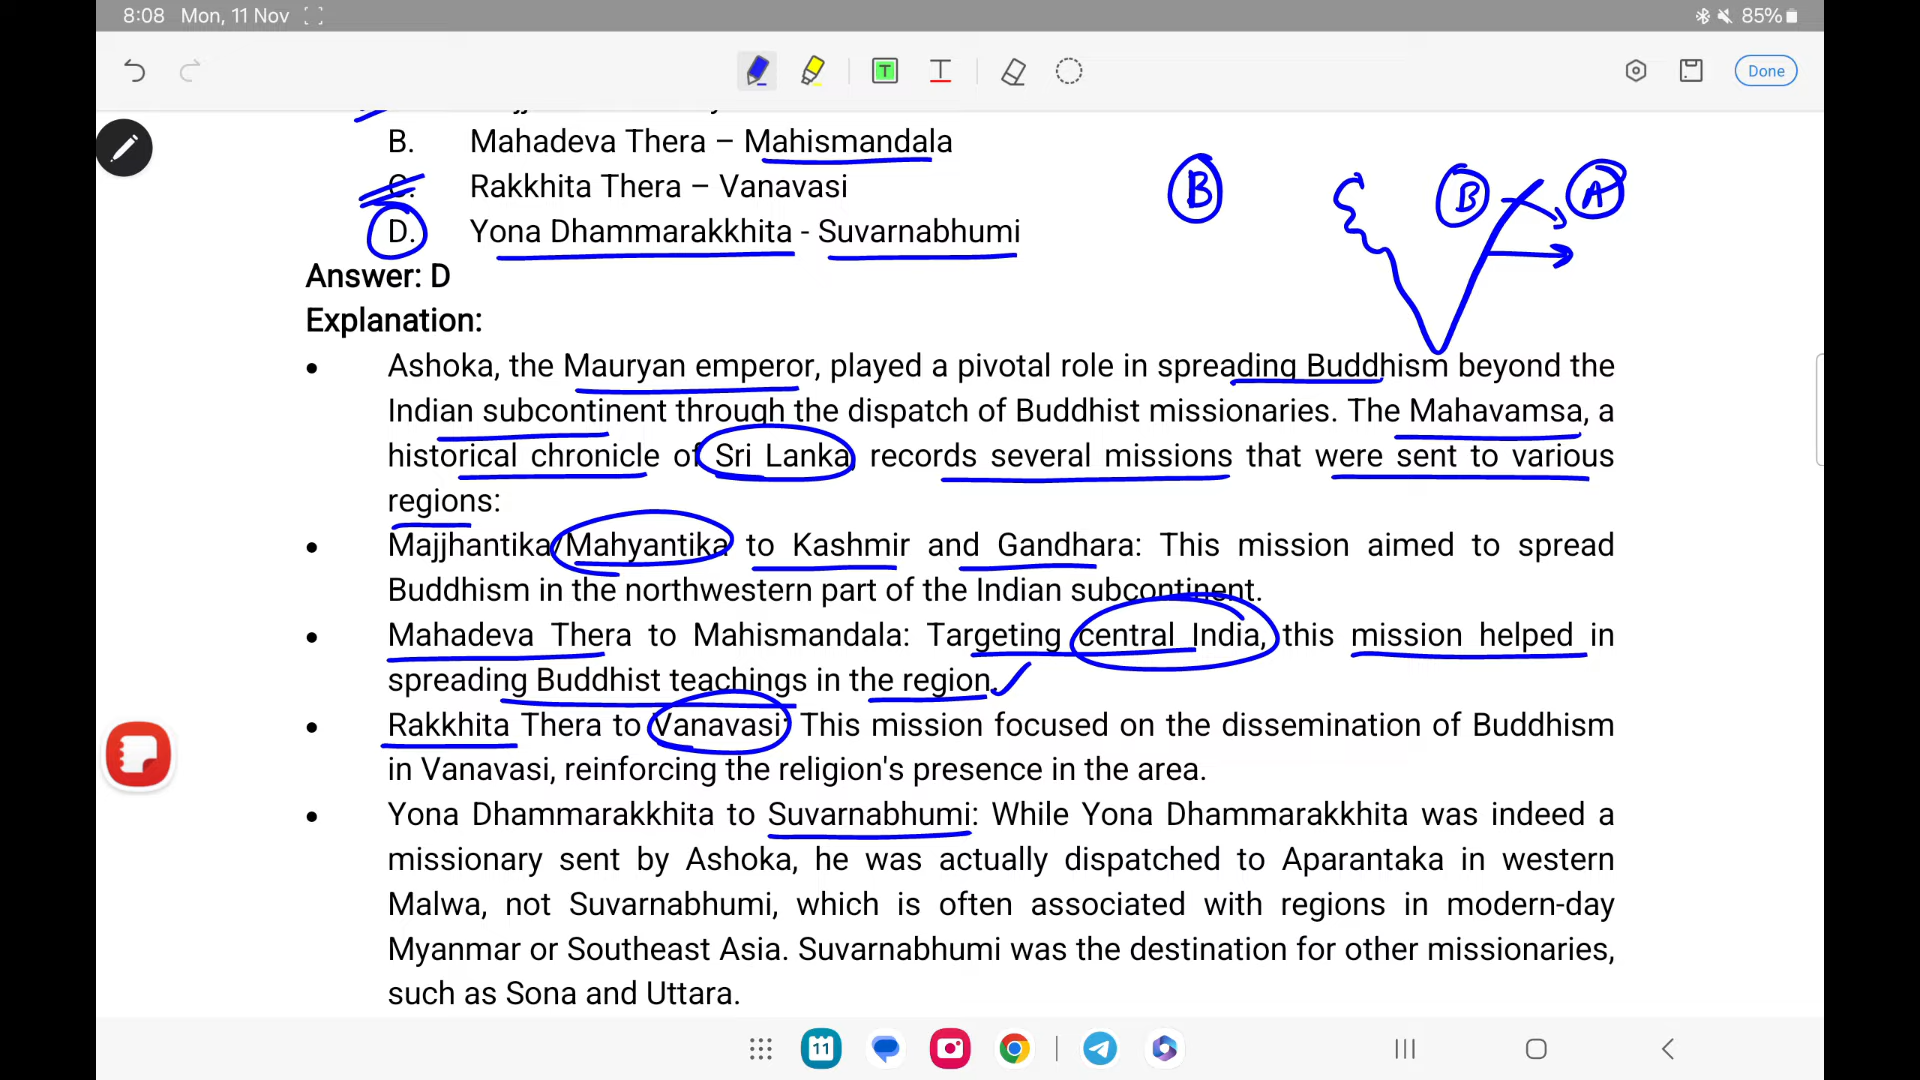 8:08 Mon, 11 Nov
85%
T
T
Done
B. Mahadeva Thera – Mahismandala
C. Rakkhita Thera – Vanavasi
D. Yona Dhammarakkhita - Suvarnabhumi
B
B
A
Answer: D
Explanation:
• Ashoka, the Mauryan emperor, played a pivotal role in spreading Buddhism beyond the
Indian subcontinent through the dispatch of Buddhist missionaries. The Mahavamsa, a
historical chronicle of Sri Lanka, records several missions that were sent to various
regions:
• Majjhantika/Mahyantika to Kashmir and Gandhara: This mission aimed to spread
Buddhism in the northwestern part of the Indian subcontinent.
• Mahadeva Thera to Mahismandala: Targeting central India, this mission helped in
spreading Buddhist teachings in the region.
• Rakkhita Thera to Vanavasi: This mission focused on the dissemination of Buddhism
in Vanavasi, reinforcing the religion's presence in the area.
• Yona Dhammarakkhita to Suvarnabhumi: While Yona Dhammarakkhita was indeed a
missionary sent by Ashoka, he was actually dispatched to Aparantaka in western
Malwa, not Suvarnabhumi, which is often associated with regions in modern-day
Myanmar or Southeast Asia. Suvarnabhumi was the destination for other missionaries,
such as Sona and Uttara.
11